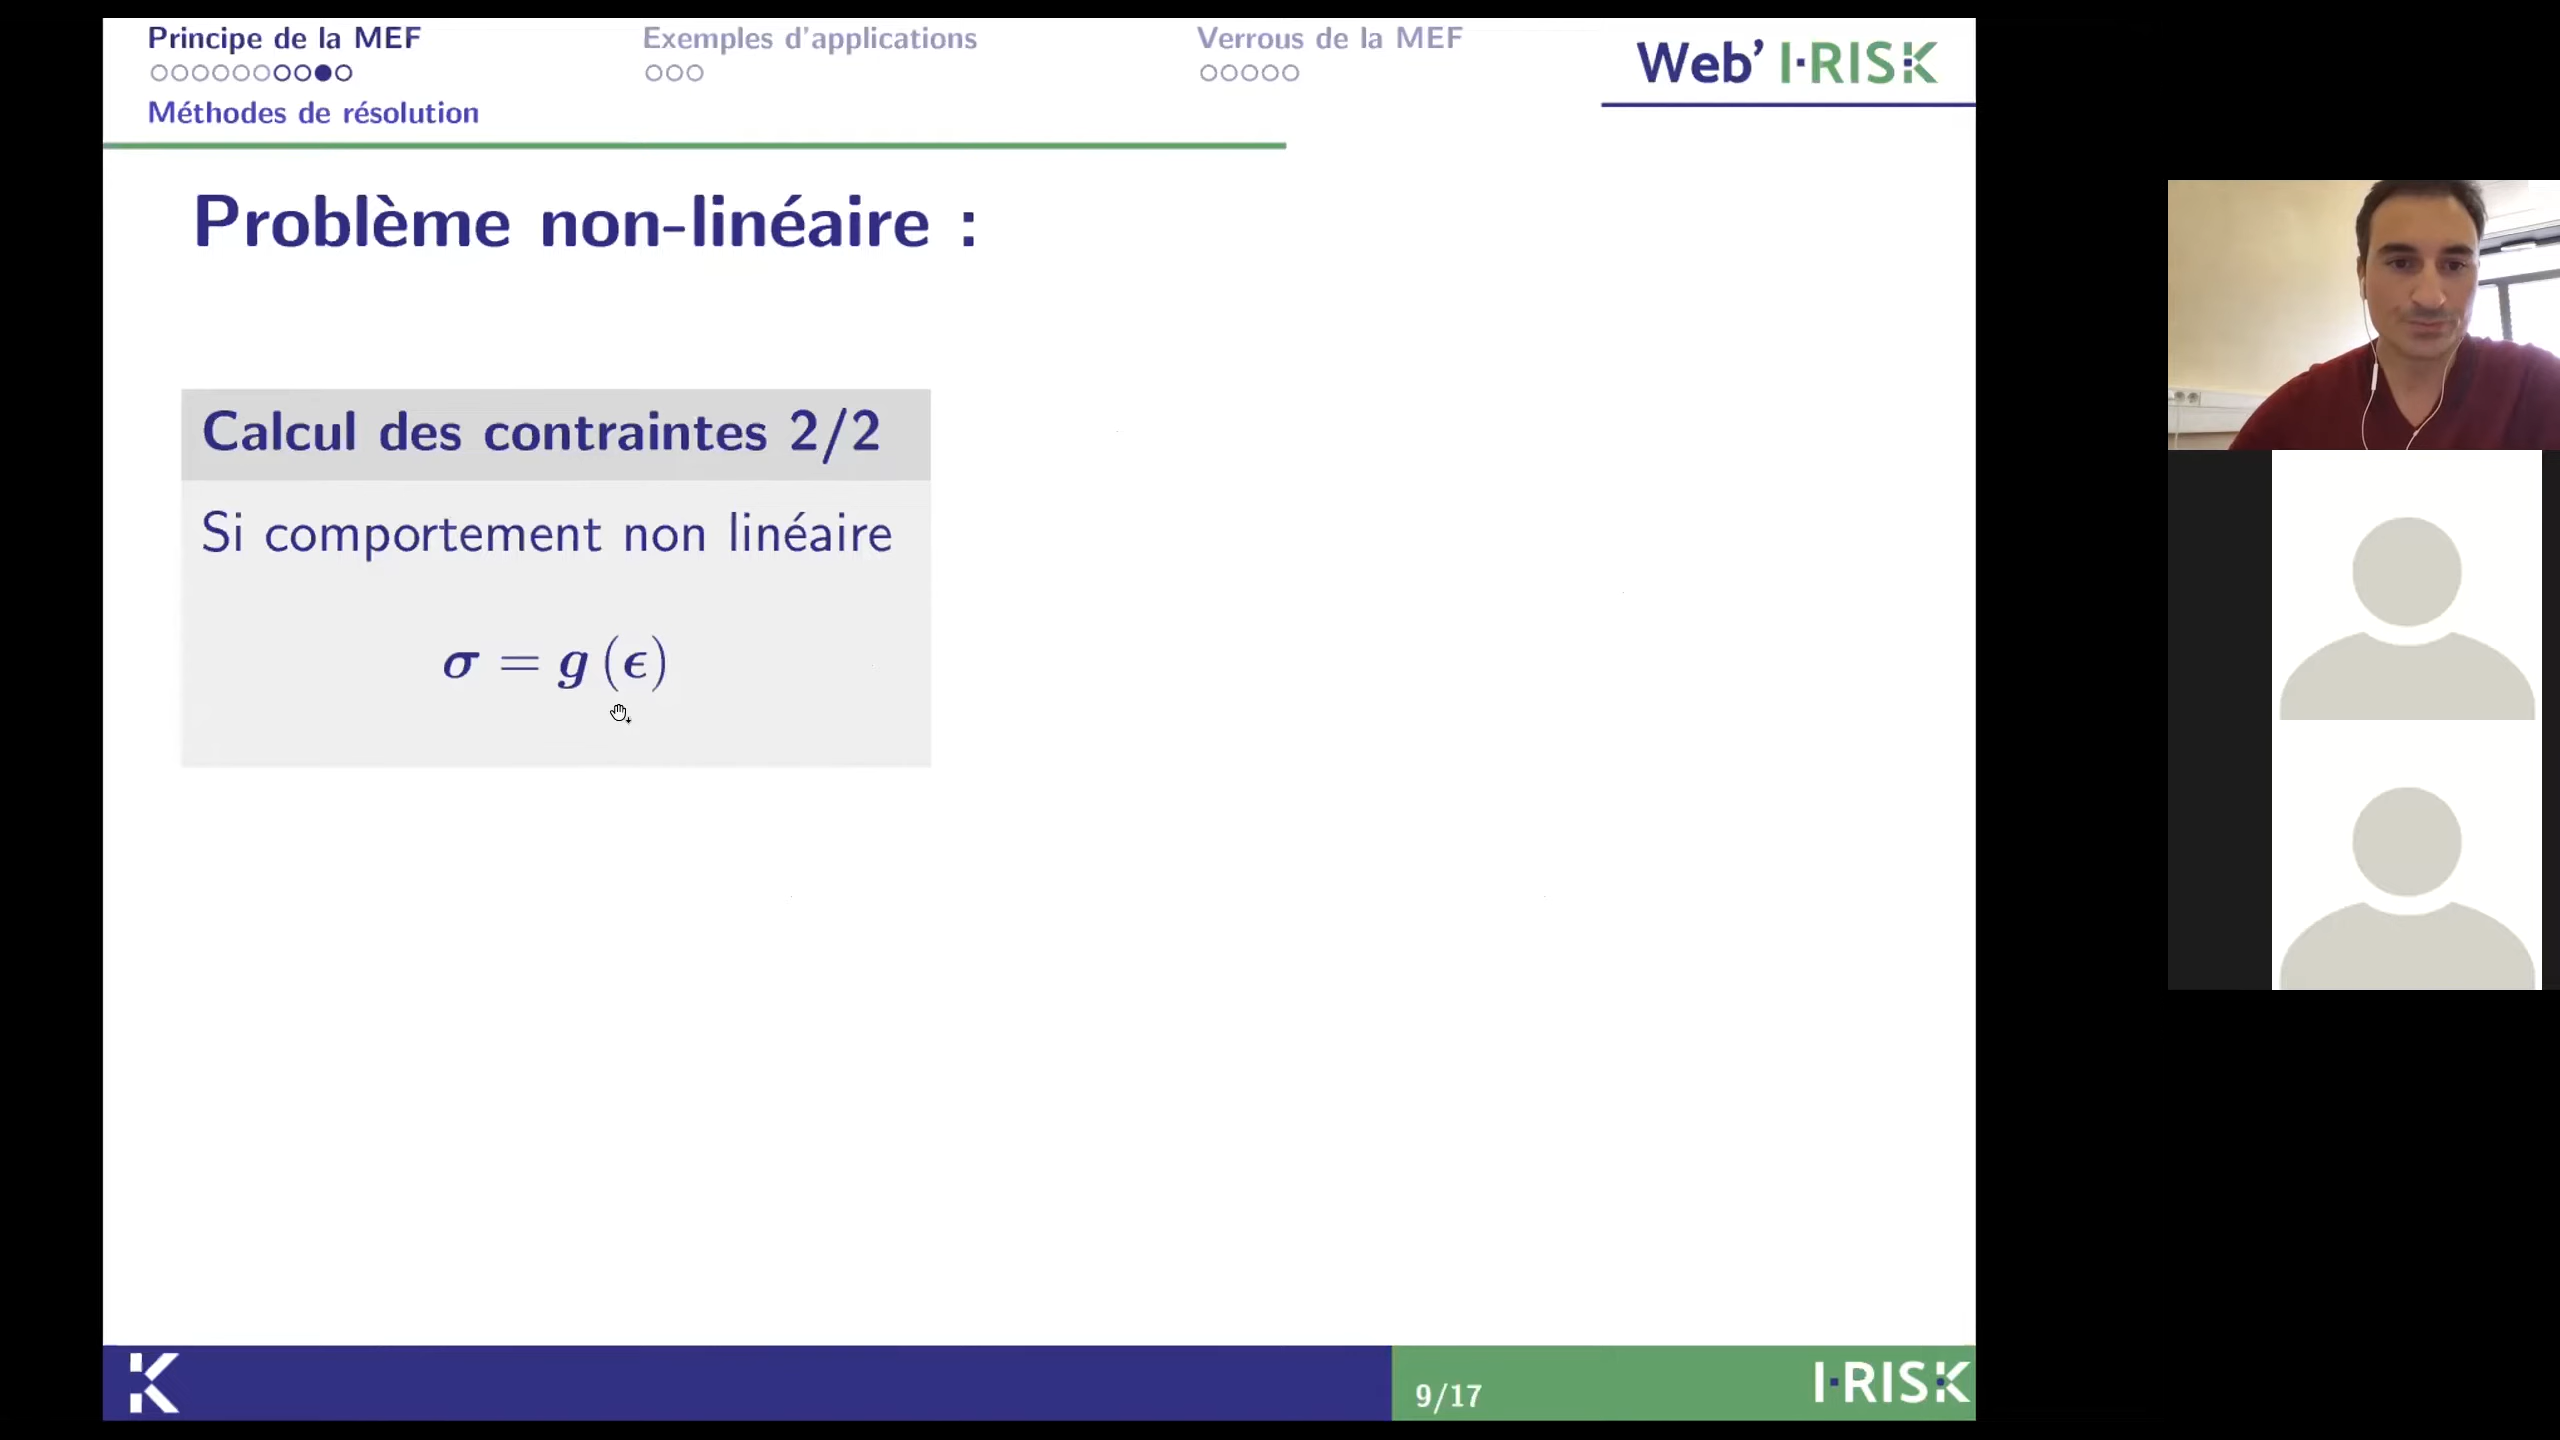 Principe de la MEF
Exemples d'applications
Verrous de la MEF
Web' I·RISK
Méthodes de résolution
Problème non-linéaire :
Calcul des contraintes 2/2
Si comportement non linéaire
σ = g (ϵ)
K
9/17
I·RISK